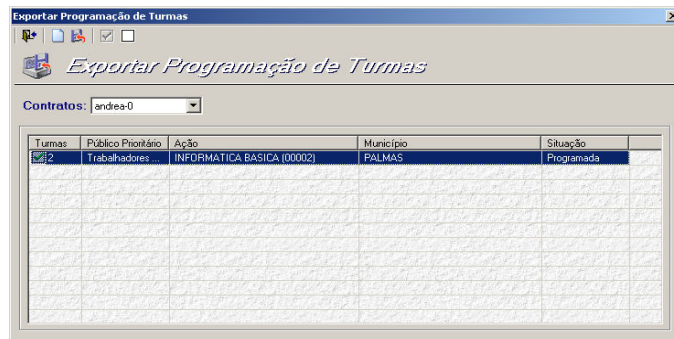 Exportar Programação de Turmas
Exportar Programação de Turmas
Contratos: andrea-0
Turmas Público Prioritário Ação Município Situação
2 Trabalhadores ... INFORMATICA BASICA (00002) PALMAS Programada